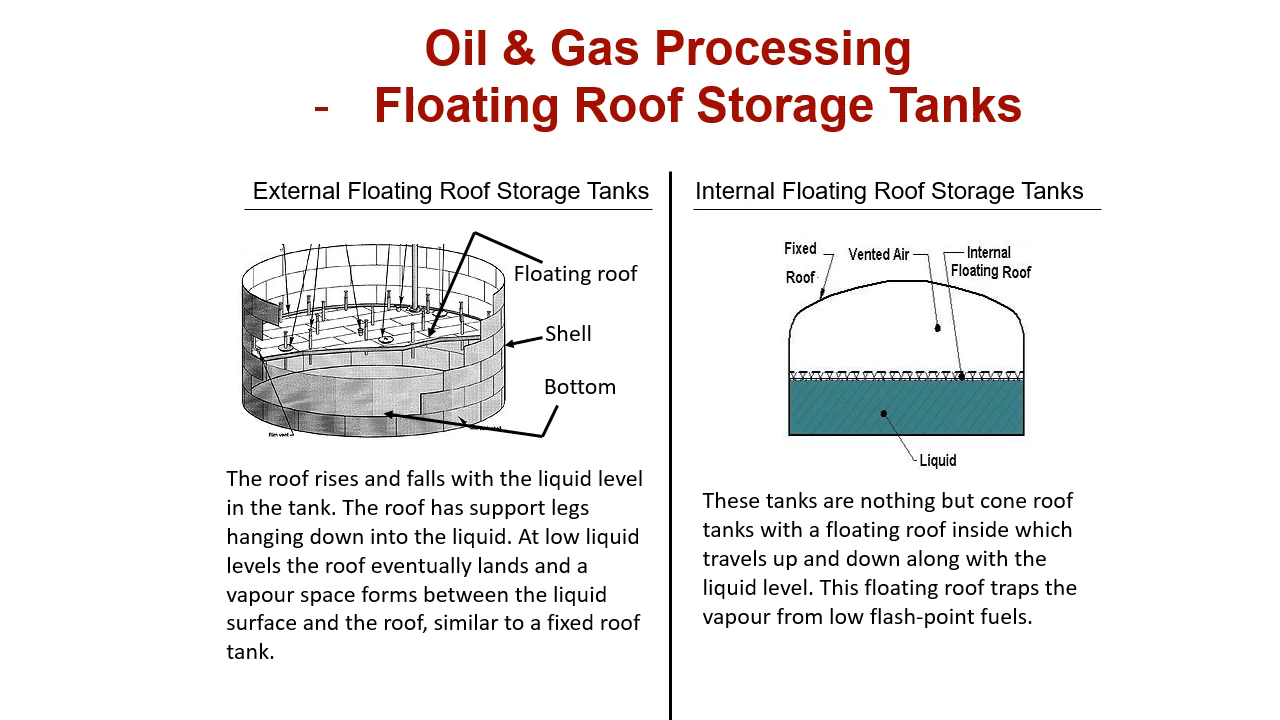 Oil & Gas Processing
- Floating Roof Storage Tanks
External Floating Roof Storage Tanks
Floating roof
Shell
Bottom
Rim vent
The roof rises and falls with the liquid level
in the tank. The roof has support legs
hanging down into the liquid. At low liquid
levels the roof eventually lands and a
vapour space forms between the liquid
surface and the roof, similar to a fixed roof
tank.
Internal Floating Roof Storage Tanks
Fixed
Roof
Vented Air
Internal
Floating Roof
Liquid
These tanks are nothing but cone roof
tanks with a floating roof inside which
travels up and down along with the
liquid level. This floating roof traps the
vapour from low flash-point fuels.